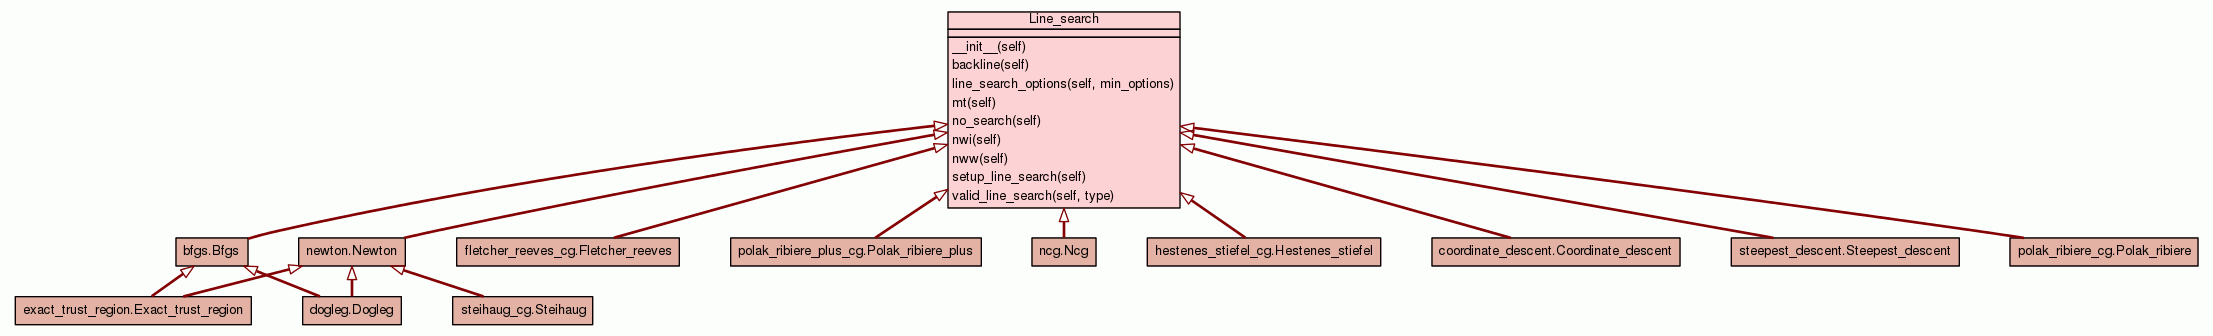 Line_search
__init__(self)
backline(self)
line_search_options(self, min_options)
mt(self)
no_search(self)
nwi(self)
nww(self)
setup_line_search(self)
valid_line_search(self, type)
bfgs.Bfgs
newton.Newton
fletcher_reeves_cg.Fletcher_reeves
polak_ribiere_plus_cg.Polak_ribiere_plus
ncg.Ncg
hestenes_stiefel_cg.Hestenes_stiefel
coordinate_descent.Coordinate_descent
steepest_descent.Steepest_descent
polak_ribiere_cg.Polak_ribiere
exact_trust_region.Exact_trust_region
dogleg.Dogleg
steihaug_cg.Steihaug